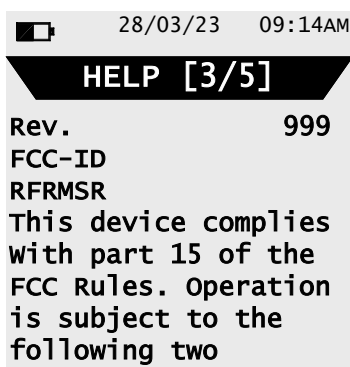 28/03/23 09:14AM
HELP [3/5]
Rev. 999
FCC-ID
RFRMSR
This device complies
With part 15 of the
FCC Rules. Operation
is subject to the
following two